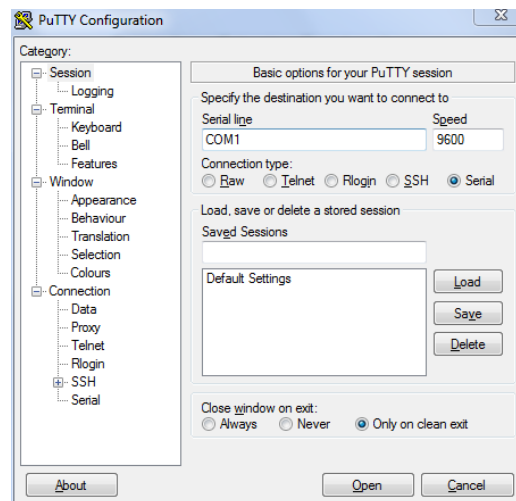 PuTTY Configuration
Category:
Session
Logging
Terminal
Keyboard
Bell
Features
Window
Appearance
Behaviour
Translation
Selection
Colours
Connection
Data
Proxy
Telnet
Rlogin
SSH
Serial
Basic options for your PuTTY session
Specify the destination you want to connect to
Serial line Speed
COM1 9600
Connection type:
Raw Telnet Rlogin SSH Serial
Load, save or delete a stored session
Saved Sessions
Default Settings
Load
Save
Delete
Close window on exit:
Always Never Only on clean exit
About Open Cancel